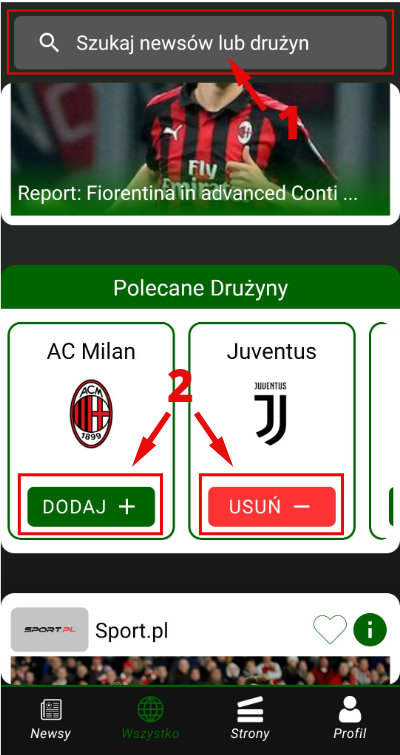 Szukaj newsów lub drużyn
1
Fly
Emirates
Report: Fiorentina in advanced Conti ...
Polecane Drużyny
AC Milan
Juventus
2
ACM
1899
JUVENTUS
DODAJ +
USUŃ −
SPORT.PL
Sport.pl
i
Newsy
Wszystko
Strony
Profil